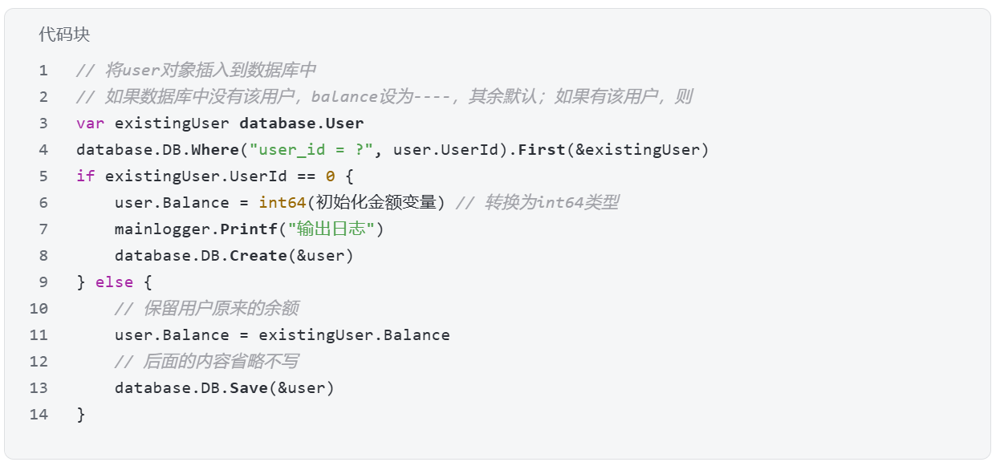 代码块
1 // 将user对象插入到数据库中
2 // 如果数据库中没有该用户，balance设为----，其余默认；如果有该用户，则
3 var existingUser database.User
4 database.DB.Where("user_id = ?", user.UserId).First(&existingUser)
5 if existingUser.UserId == 0 {
6     user.Balance = int64(初始化金额变量) // 转换为int64类型
7     mainlogger.Printf("输出日志")
8     database.DB.Create(&user)
9 } else {
10     // 保留用户原来的余额
11     user.Balance = existingUser.Balance
12     // 后面的内容省略不写
13     database.DB.Save(&user)
14 }